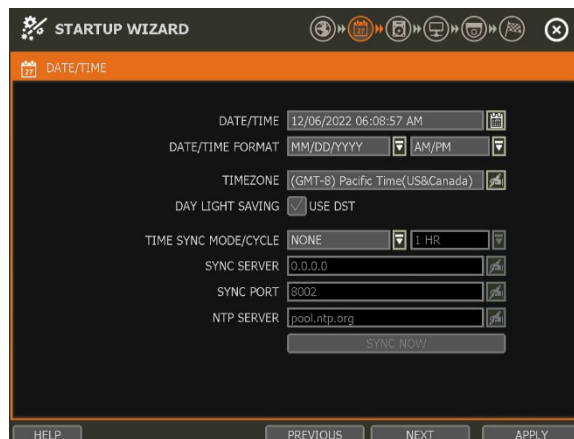 STARTUP WIZARD
27 DATE/TIME
DATE/TIME 12/06/2022 06:08:57 AM
DATE/TIME FORMAT MM/DD/YYYY AM/PM
TIMEZONE (GMT-8) Pacific Time(US&Canada)
DAY LIGHT SAVING USE DST
TIME SYNC MODE/CYCLE NONE 1 HR
SYNC SERVER 0.0.0.0
SYNC PORT 8002
NTP SERVER pool.ntp.org
SYNC NOW
HELP PREVIOUS NEXT APPLY